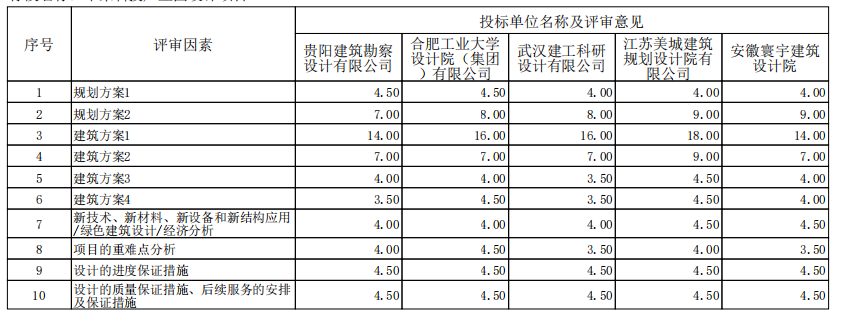 投标单位名称及评审意见
序号 评审因素 贵阳建筑勘察设计有限公司 合肥工业大学设计院（集团）有限公司 武汉建工科研设计有限公司 江苏美城建筑规划设计院有限公司 安徽寰宇建筑设计院
1 规划方案1 4.50 4.50 4.00 4.00 4.00
2 规划方案2 7.00 8.00 8.00 9.00 9.00
3 建筑方案1 14.00 16.00 16.00 18.00 14.00
4 建筑方案2 7.00 7.00 7.00 9.00 7.00
5 建筑方案3 4.00 4.00 3.50 4.50 4.00
6 建筑方案4 3.50 4.50 3.50 4.50 4.00
7 新技术、新材料、新设备和新结构应用/绿色建筑设计/经济分析 4.00 4.00 4.00 4.50 4.50
8 项目的重难点分析 4.00 4.50 3.50 4.00 3.50
9 设计的进度保证措施 4.50 4.50 4.50 4.50 4.50
10 设计的质量保证措施、后续服务的安排及保证措施 4.50 4.50 4.50 4.50 4.50